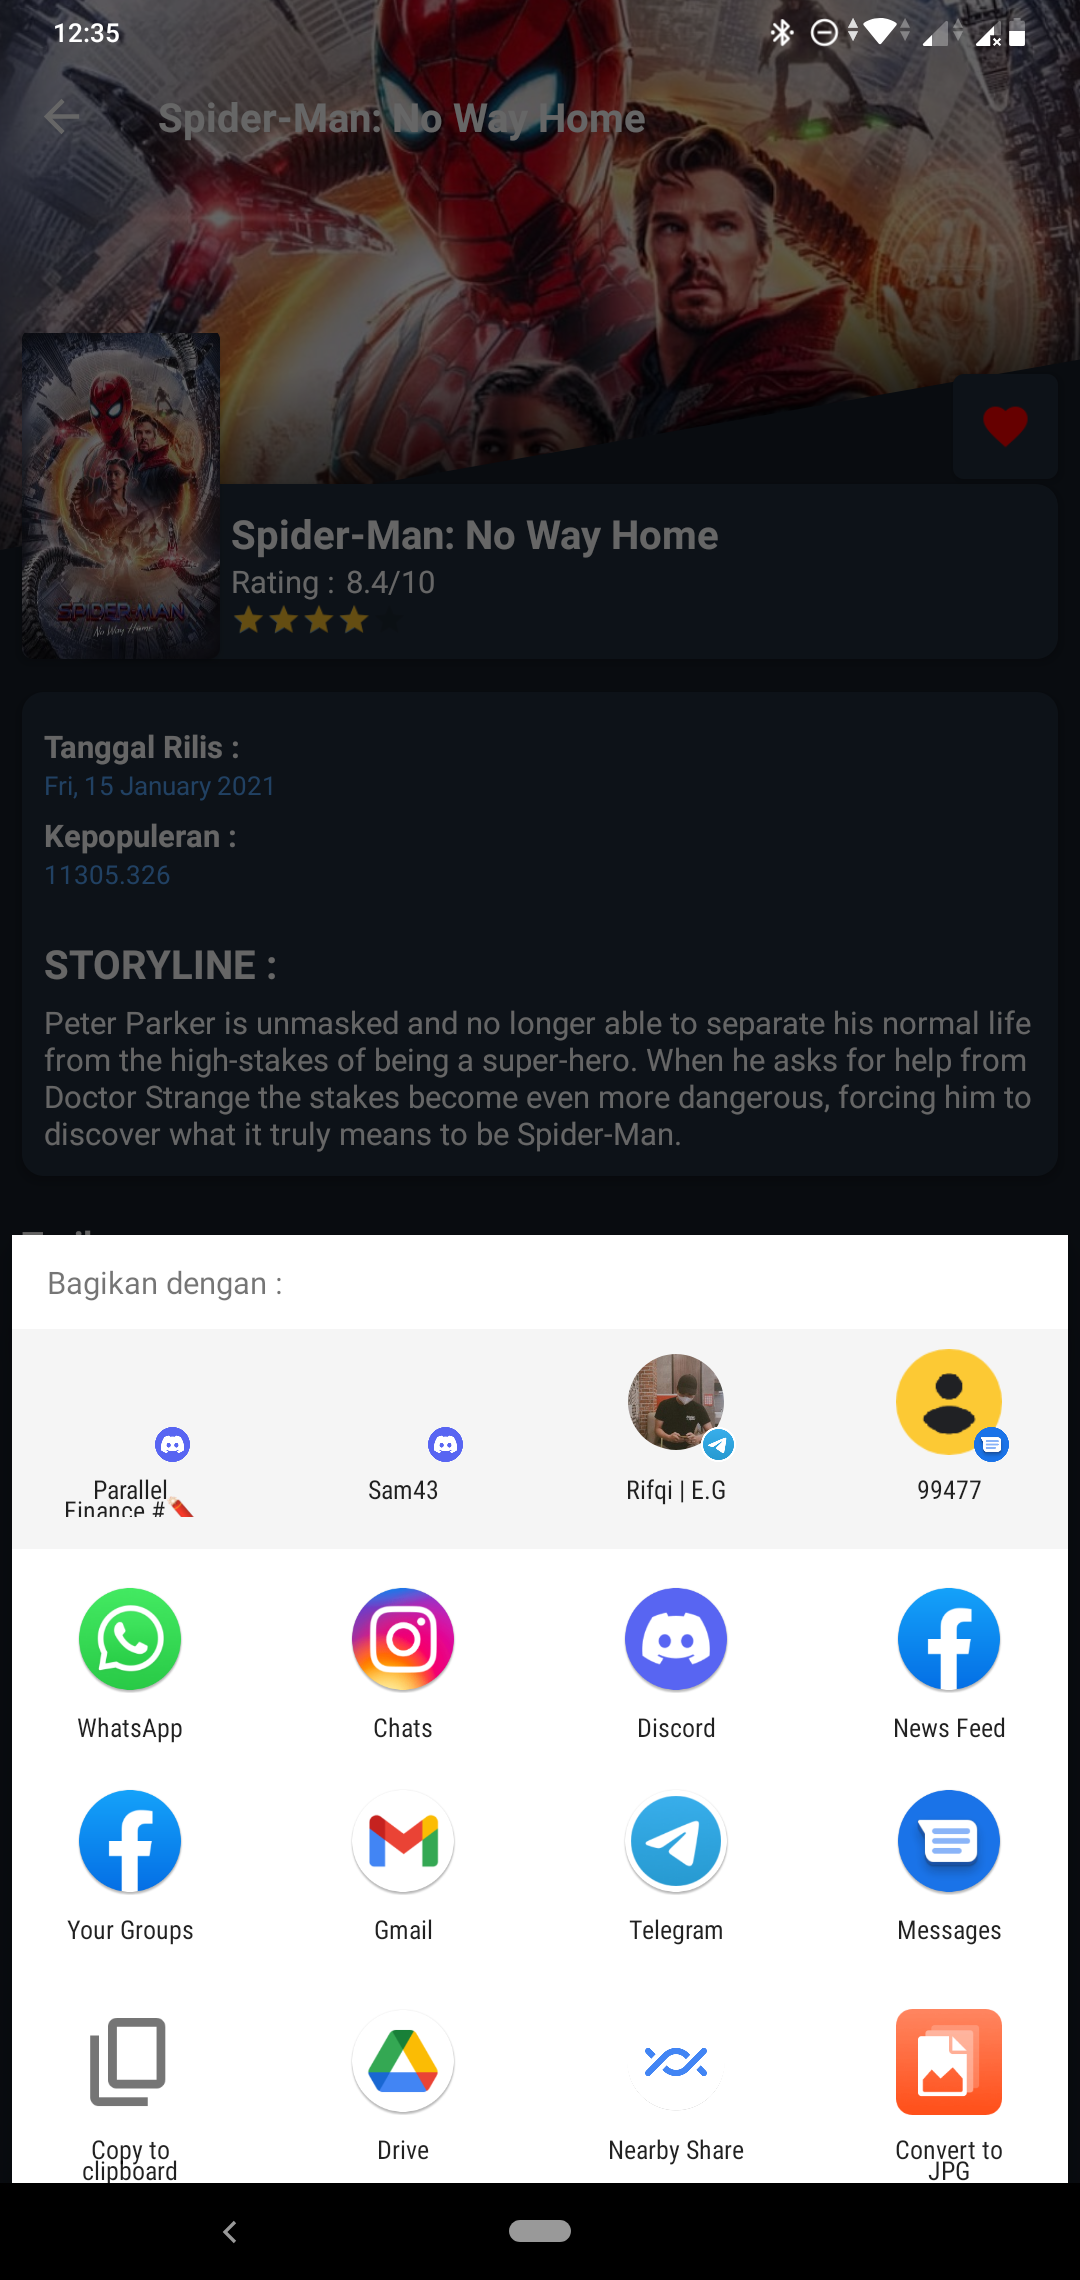 12:35
Spider-Man: No Way Home
SPIDER-MAN
No Way Home
Spider-Man: No Way Home
Rating : 8.4/10
Tanggal Rilis :
Fri, 15 January 2021
Kepopuleran :
11305.326
STORYLINE :
Peter Parker is unmasked and no longer able to separate his normal life
from the high-stakes of being a super-hero. When he asks for help from
Doctor Strange the stakes become even more dangerous, forcing him to
discover what it truly means to be Spider-Man.
Bagikan dengan :
Parallel
Finance #
Sam43
Rifqi | E.G
99477
WhatsApp
Chats
Discord
News Feed
Your Groups
Gmail
Telegram
Messages
Copy to
clipboard
Drive
Nearby Share
Convert to
JPG